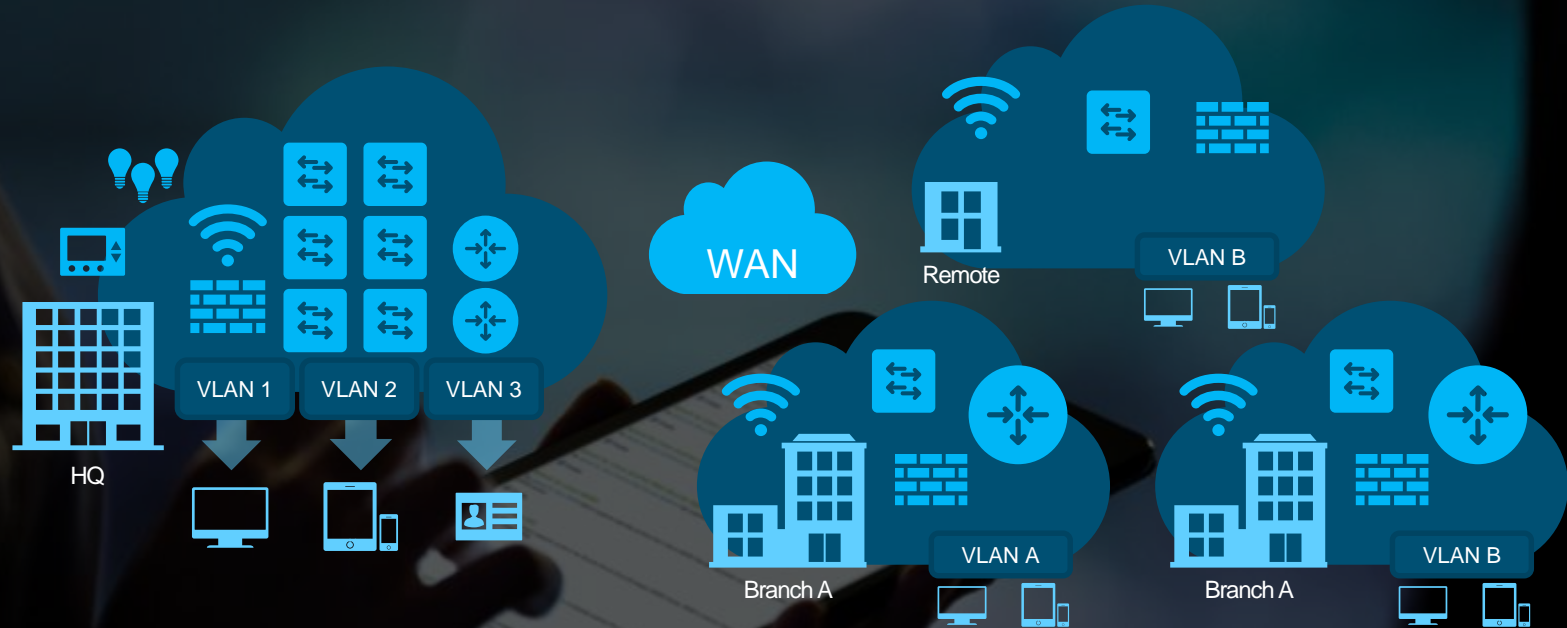 WAN
VLAN B
Remote
VLAN 1
VLAN 2
VLAN 3
HQ
VLAN A
Branch A
VLAN B
Branch A